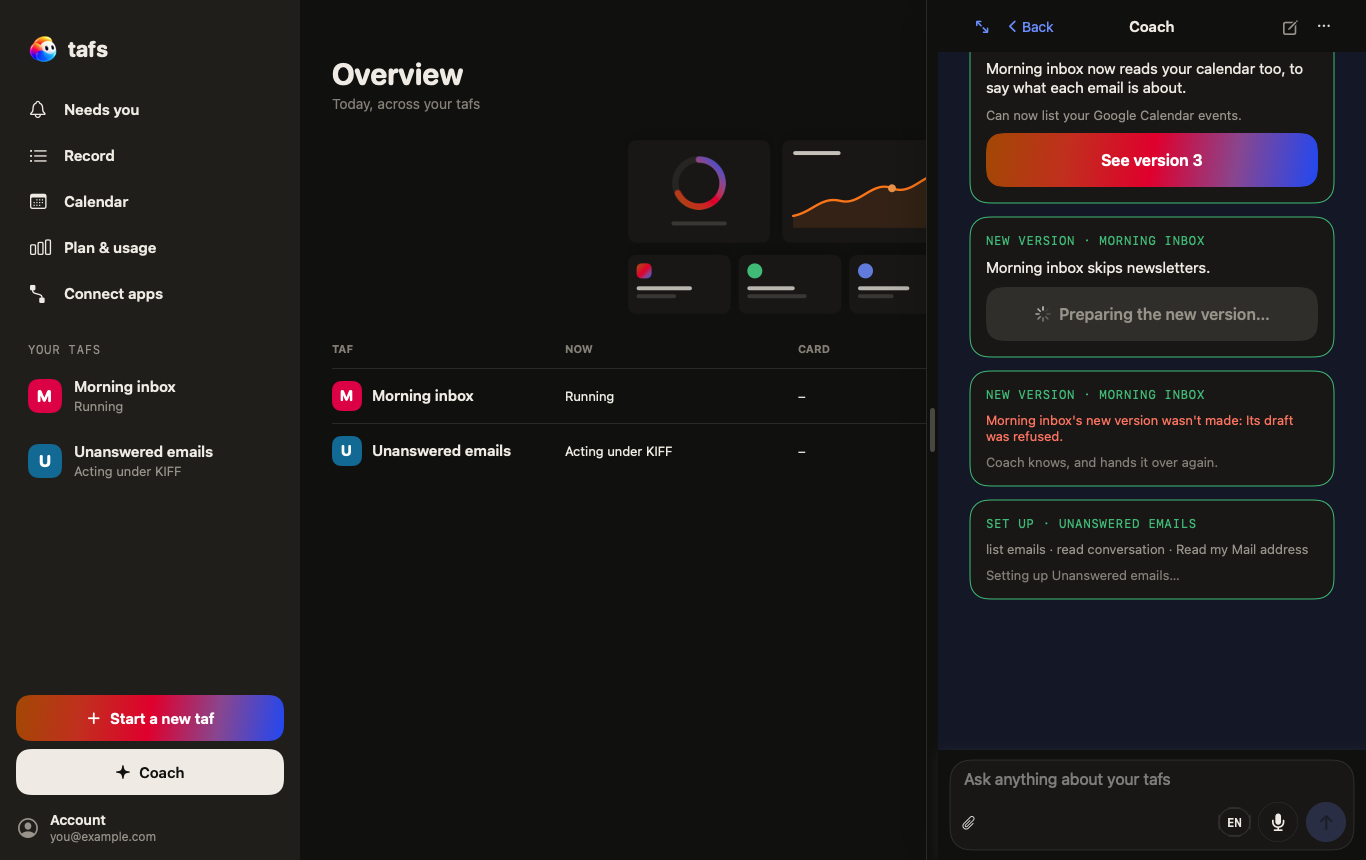 tafs
Needs you
Record
Calendar
Plan & usage
Connect apps
YOUR TAFS
M
Morning inbox
Running
U
Unanswered emails
Acting under KIFF
+ Start a new taf
Coach
Account
you@example.com
Overview
Today, across your tafs
TAF NOW CARD
M Morning inbox Running –
U Unanswered emails Acting under KIFF –
Back
Coach
...
Morning inbox now reads your calendar too, to
say what each email is about.
Can now list your Google Calendar events.
See version 3
NEW VERSION · MORNING INBOX
Morning inbox skips newsletters.
Preparing the new version...
NEW VERSION · MORNING INBOX
Morning inbox's new version wasn't made: Its draft
was refused.
Coach knows, and hands it over again.
SET UP · UNANSWERED EMAILS
list emails · read conversation · Read my Mail address
Setting up Unanswered emails...
Ask anything about your tafs
EN